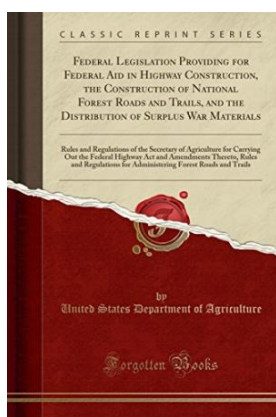 CLASSIC REPRINT SERIES
FEDERAL LEGISLATION PROVIDING FOR
FEDERAL AID IN HIGHWAY CONSTRUCTION,
THE CONSTRUCTION OF NATIONAL
FOREST ROADS AND TRAILS, AND THE
DISTRIBUTION OF SURPLUS WAR MATERIALS
Rules and Regulations of the Secretary of Agriculture for Carrying
Out the Federal Highway Act and Amendments Thereto, Rules
and Regulations for Administering Forest Roads and Trails
by
United States Department of Agriculture
Forgotten Books